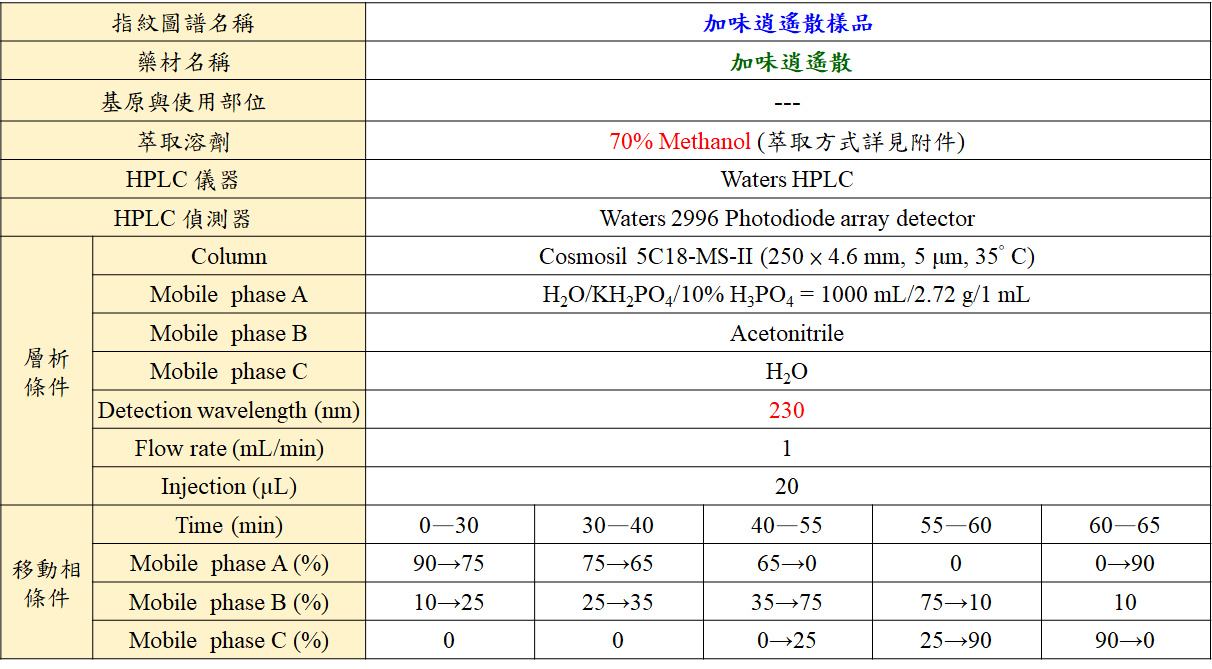 指紋圖譜名稱 加味逍遙散樣品
藥材名稱 加味逍遙散
基原與使用部位 ---
萃取溶劑 70% Methanol (萃取方式詳見附件)
HPLC 儀器 Waters HPLC
HPLC 偵測器 Waters 2996 Photodiode array detector
層析條件
Column Cosmosil 5C18-MS-II (250 x 4.6 mm, 5 μm, 35° C)
Mobile phase A H₂O/KH₂PO₄/10% H₃PO₄ = 1000 mL/2.72 g/1 mL
Mobile phase B Acetonitrile
Mobile phase C H₂O
Detection wavelength (nm) 230
Flow rate (mL/min) 1
Injection (μL) 20
移動相條件
Time (min) 0—30 30—40 40—55 55—60 60—65
Mobile phase A (%) 90→75 75→65 65→0 0 0→90
Mobile phase B (%) 10→25 25→35 35→75 75→10 10
Mobile phase C (%) 0 0 0→25 25→90 90→0